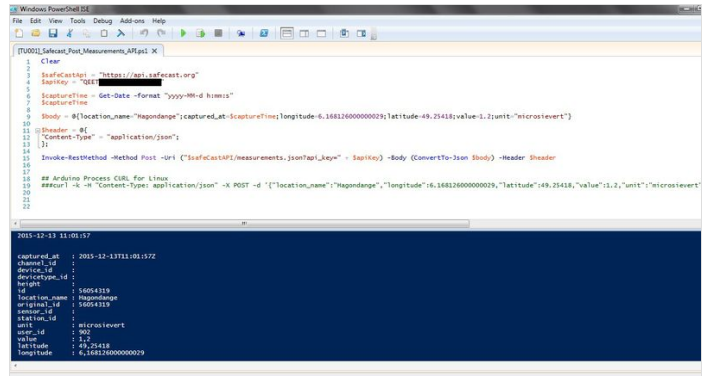 Windows PowerShell ISE
File Edit View Tools Debug Add-ons Help
[TU001]_Safecast_Post_Measurements_API.ps1 X
1 Clear
2
3 $safeCastApi = "https://api.safecast.org"
4 $apiKey = "QEET
5
6 $captureTime = Get-Date -format "yyyy-MM-d h:mm:s"
7 $captureTime
8
9 $body = @{location_name="Hagondange";captured_at=$captureTime;longitude=6.168126000000029;latitude=49.25418;value=1.2;unit="microsievert"}
10
11 $header = @{
12 "Content-Type" = "application/json";
13 };
14
15 Invoke-RestMethod -Method Post -Uri ("$safeCastAPI/measurements.json?api_key=" + $apiKey) -Body (ConvertTo-Json $body) -Header $header
16
17
18 ## Arduino Process CURL for Linux
19 ###curl -k -H "Content-Type: application/json" -X POST -d '{"location_name":"Hagondange","longitude":6.168126000000029,"latitude":49.25418,"value":1.2,"unit":"microsievert"
20
21
22
2015-12-13 11:01:57
captured_at : 2015-12-13T11:01:57Z
channel_id :
device_id :
devicetype_id :
height :
id : 56054319
location_name : Hagondange
original_id : 56054319
sensor_id :
station_id :
unit : microsievert
user_id : 902
value : 1,2
latitude : 49,25418
longitude : 6,168126000000029